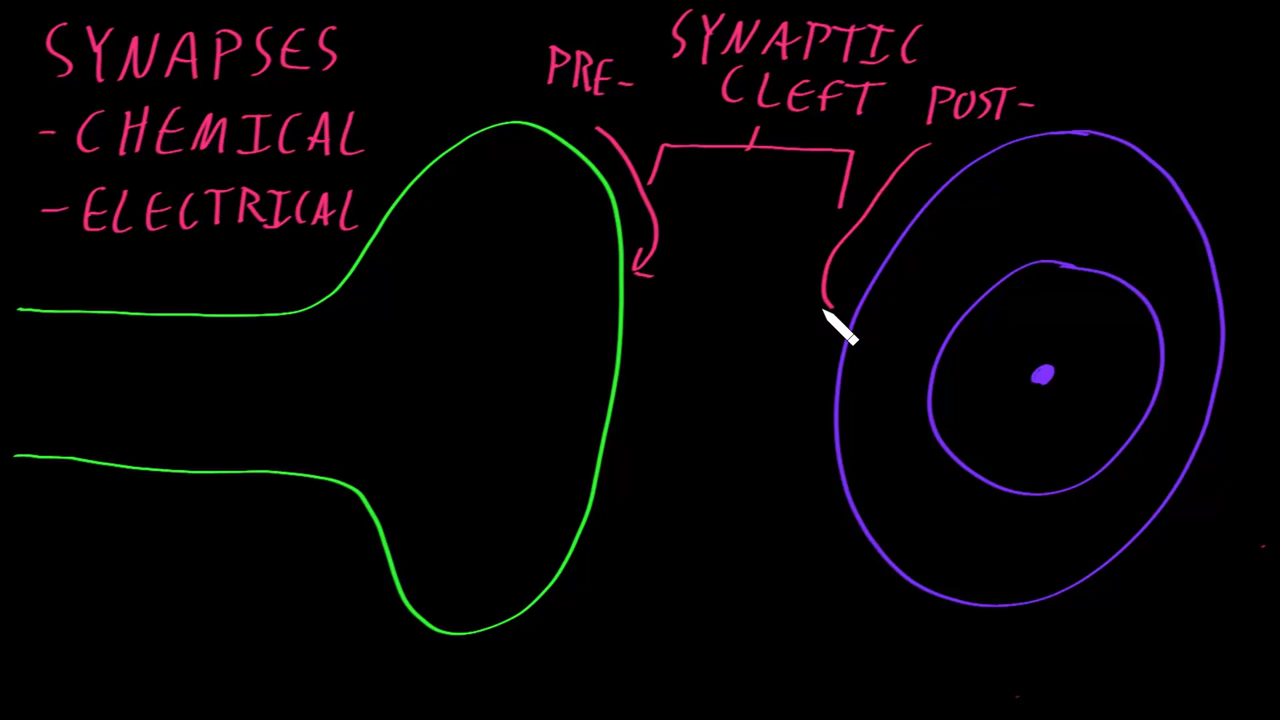 SYNAPSES
- CHEMICAL
- ELECTRICAL
PRE-
SYNAPTIC
CLEFT
POST-